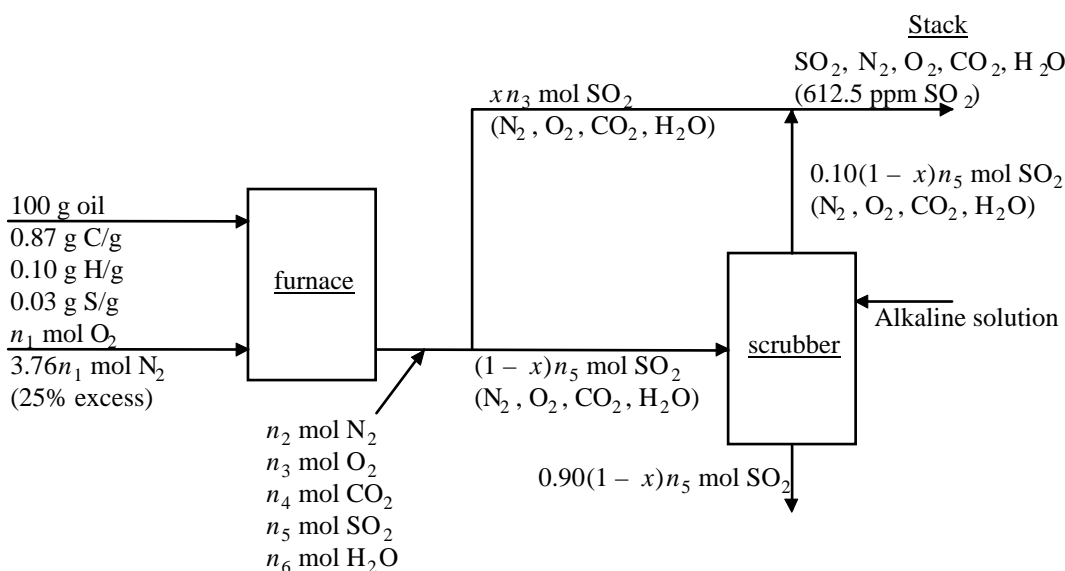 Stack
SO2, N2, O2, CO2, H2O
(612.5 ppm SO2)
xn3 mol SO2
(N2, O2, CO2, H2O)
0.10(1 – x)n5 mol SO2
(N2, O2, CO2, H2O)
100 g oil
0.87 g C/g
0.10 g H/g
0.03 g S/g
n1 mol O2
3.76n1 mol N2
(25% excess)
furnace
scrubber
Alkaline solution
(1 – x)n5 mol SO2
(N2, O2, CO2, H2O)
n2 mol N2
n3 mol O2
n4 mol CO2
n5 mol SO2
n6 mol H2O
0.90(1 – x)n5 mol SO2